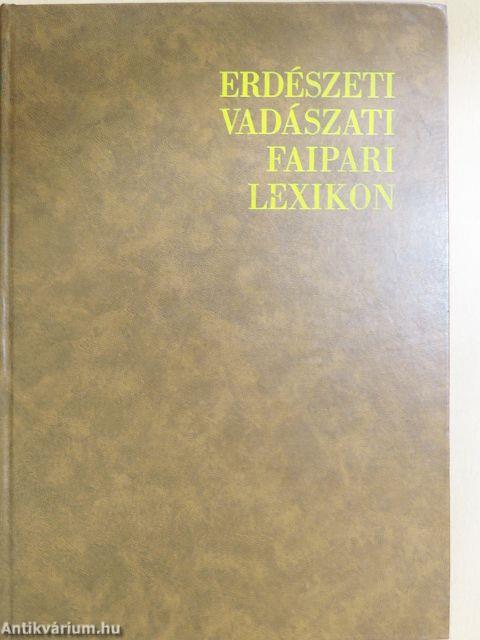 ERDÉSZETI
VADÁSZATI
FAIPARI
LEXIKON
Antikvárium.hu